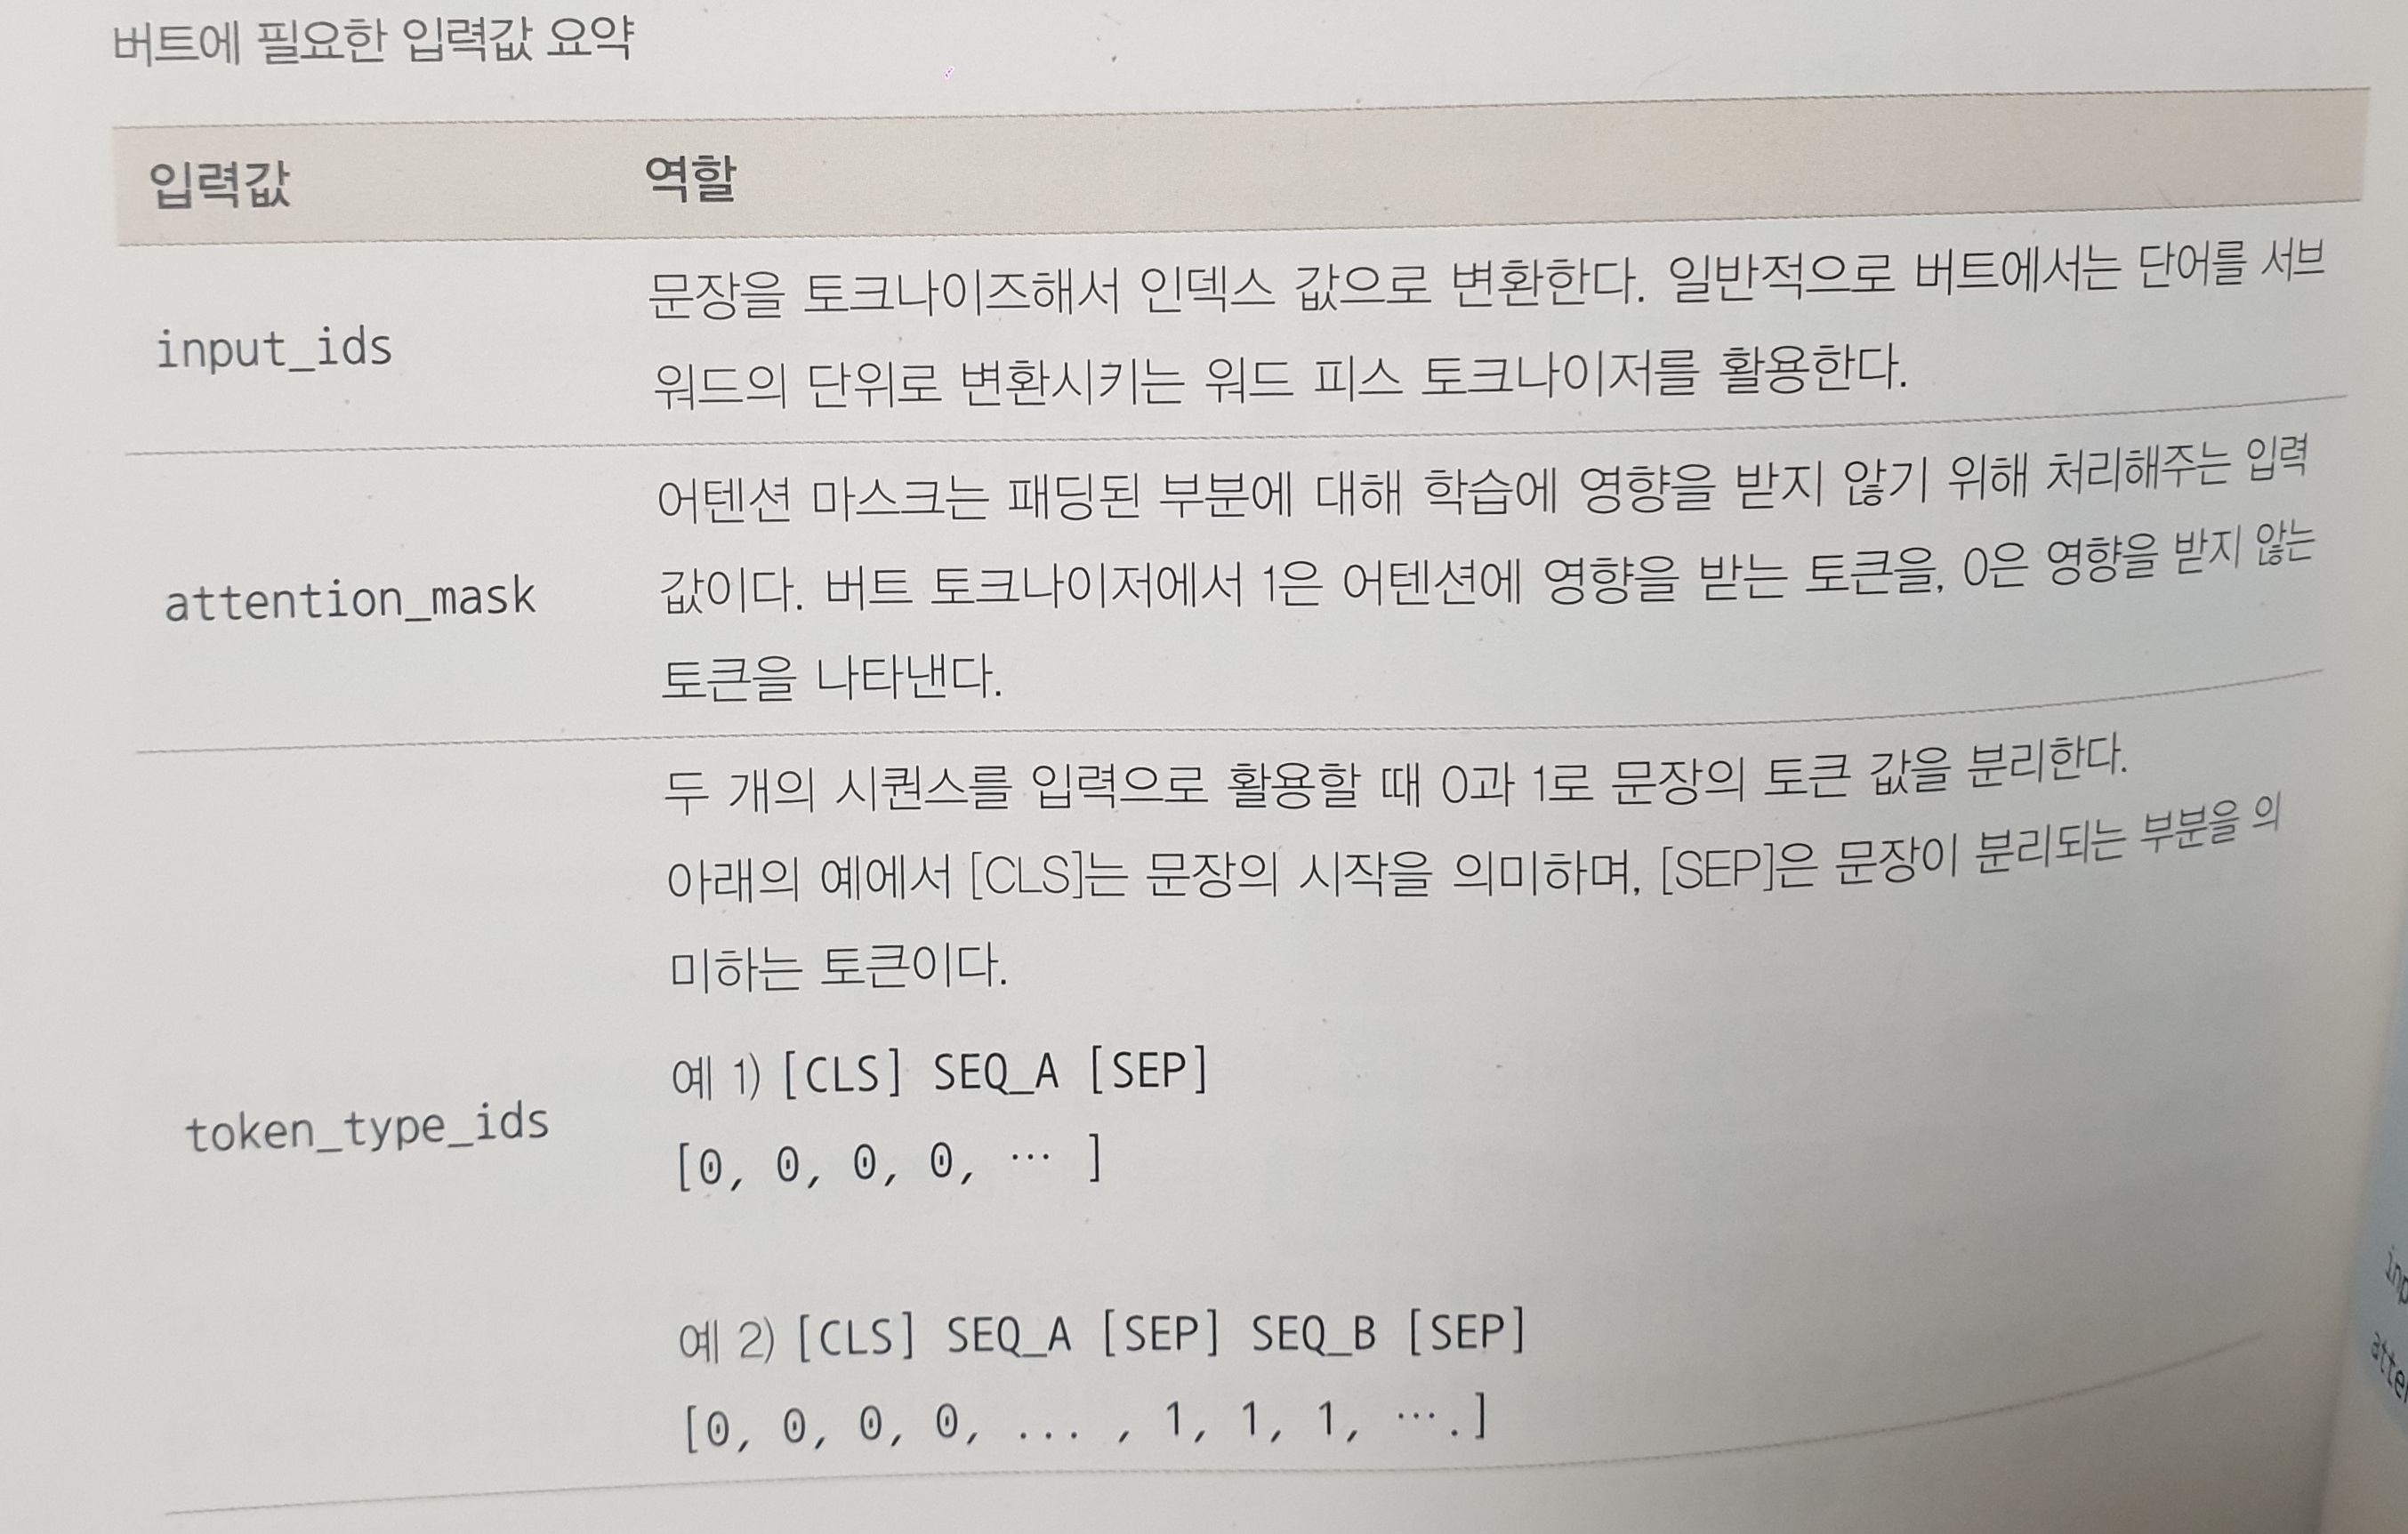 버트에 필요한 입력값 요약
입력값 역할
input_ids
문장을 토크나이즈해서 인덱스 값으로 변환한다. 일반적으로 버트에서는 단어를 서브
워드의 단위로 변환시키는 워드 피스 토크나이저를 활용한다.
attention_mask
어텐션 마스크는 패딩된 부분에 대해 학습에 영향을 받지 않기 위해 처리해주는 입력
값이다. 버트 토크나이저에서 1은 어텐션에 영향을 받는 토큰을, 0은 영향을 받지 않는
토큰을 나타낸다.
token_type_ids
두 개의 시퀀스를 입력으로 활용할 때 0과 1로 문장의 토큰 값을 분리한다.
아래의 예에서 [CLS]는 문장의 시작을 의미하며, [SEP]은 문장이 분리되는 부분을 의
미하는 토큰이다.
예 1) [CLS] SEQ_A [SEP]
[0, 0, 0, 0, ··· ]
예 2) [CLS] SEQ_A [SEP] SEQ_B [SEP]
[0, 0, 0, 0, ... , 1, 1, 1, ···.]